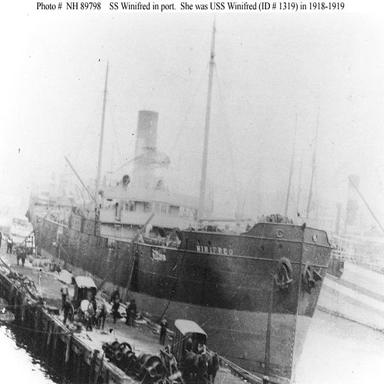 Photo # NH 89798 SS Winifred in port. She was USS Winifred (ID # 1319) in 1918-1919
WINIFRED